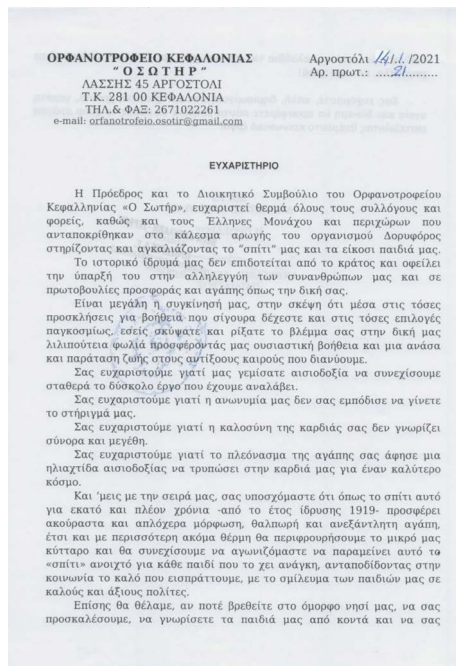 ΟΡΦΑΝΟΤΡΟΦΕΙΟ ΚΕΦΑΛΟΝΙΑΣ
“ Ο Σ Ω Τ Η Ρ ”
ΛΑΣΣΗΣ 45 ΑΡΓΟΣΤΟΛΙ
Τ.Κ. 281 00 ΚΕΦΑΛΟΝΙΑ
ΤΗΛ.& ΦΑΞ: 2671022261
e-mail: orfanotrofeio.osotir@gmail.com
Αργοστόλι 14/1/2021
Αρ. πρωτ.: ....21.........
ΕΥΧΑΡΙΣΤΗΡΙΟ
Η Πρόεδρος και το Διοικητικό Συμβούλιο του Ορφανοτροφείου
Κεφαλληνίας «Ο Σωτήρ», ευχαριστεί θερμά όλους τους συλλόγους και
φορείς, καθώς και τους Έλληνες Μονάχου και περιχώρων που
ανταποκρίθηκαν στο κάλεσμα αρωγής του οργανισμού Δορυφόρος
στηρίζοντας και αγκαλιάζοντας το “σπίτι” μας και τα είκοσι παιδιά μας.
Το ιστορικό ίδρυμά μας δεν επιδοτείται από το κράτος και οφείλει
την ύπαρξή του στην αλληλεγγύη των συνανθρώπων μας και σε
πρωτοβουλίες προσφοράς και αγάπης όπως την δική σας.
Είναι μεγάλη η συγκίνησή μας, στην σκέψη ότι μέσα στις τόσες
προσκλήσεις για βοήθεια που σίγουρα δέχεστε και στις τόσες επιλογές
παγκοσμίως, εσείς σκύψατε και ρίξατε το βλέμμα σας στην δική μας
λιλιπούτεια φωλιά προσφέροντάς μας ουσιαστική βοήθεια και μια ανάσα
και παράταση ζωής στους αντίξοους καιρούς που διανύουμε.
Σας ευχαριστούμε γιατί μας γεμίσατε αισιοδοξία να συνεχίσουμε
σταθερά το δύσκολο έργο που έχουμε αναλάβει.
Σας ευχαριστούμε γιατί η ανωνυμία μας δεν σας εμπόδισε να γίνετε
το στήριγμά μας.
Σας ευχαριστούμε γιατί η καλοσύνη της καρδιάς σας δεν γνωρίζει
σύνορα και μεγέθη.
Σας ευχαριστούμε γιατί το πλεόνασμα της αγάπης σας άφησε μια
ηλιαχτίδα αισιοδοξίας να τρυπώσει στην καρδιά μας για έναν καλύτερο
κόσμο.
Και ‘μεις με την σειρά μας, σας υποσχόμαστε ότι όπως το σπίτι αυτό
για εκατό και πλέον χρόνια -από το έτος ίδρυσης 1919- προσφέρει
ακούραστα και απλόχερα μόρφωση, θαλπωρή και ανεξάντλητη αγάπη,
έτσι και με περισσότερη ακόμα θέρμη θα περιφρουρήσουμε το μικρό μας
κύτταρο και θα συνεχίσουμε να αγωνιζόμαστε να παραμείνει αυτό το
«σπίτι» ανοιχτό για κάθε παιδί που το χει ανάγκη, ανταποδίδοντας στην
κοινωνία το καλό που εισπράττουμε, με το σμίλευμα των παιδιών μας σε
καλούς και άξιους πολίτες.
Επίσης θα θέλαμε, αν ποτέ βρεθείτε στο όμορφο νησί μας, να σας
προσκαλέσουμε, να γνωρίσετε τα παιδιά μας από κοντά και να σας